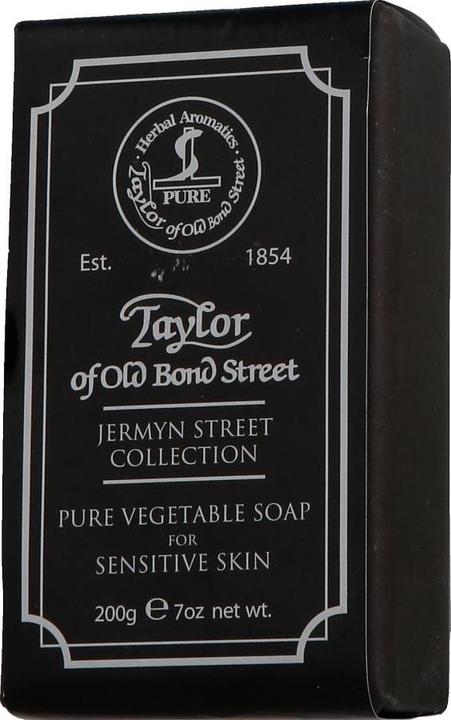 · Herbal Aromatics ·
PURE
Taylor of Old Bond Street
Est. 1854
Taylor
of Old Bond Street
JERMYN STREET
COLLECTION
PURE VEGETABLE SOAP
FOR
SENSITIVE SKIN
200g ℮ 7oz net wt.